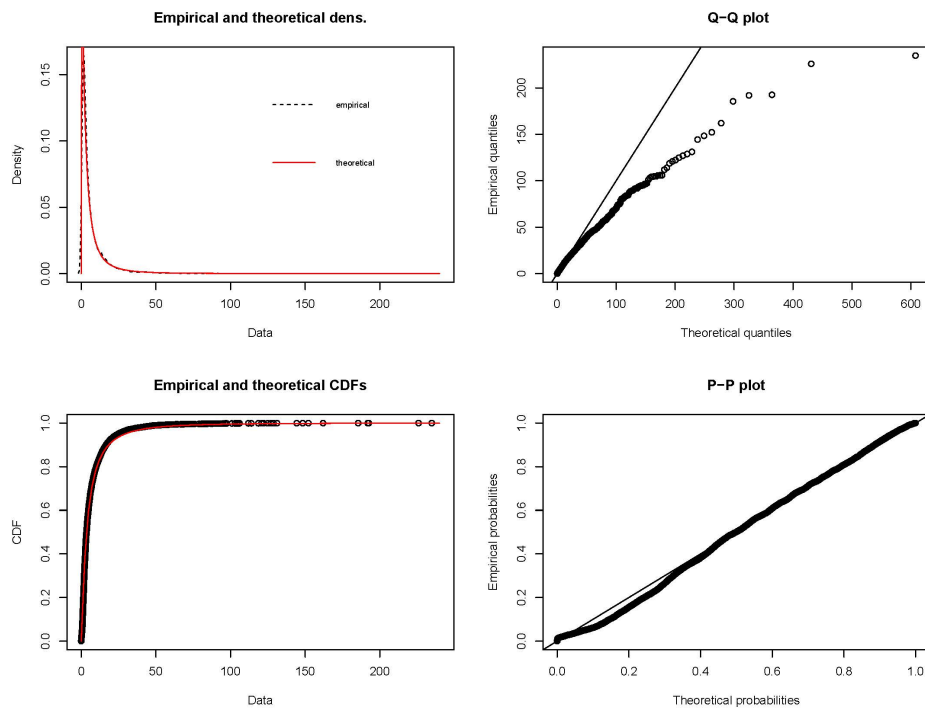 Empirical and theoretical dens.
Density
0.00 0.05 0.10 0.15
empirical
theoretical
0 50 100 150 200
Data
Q−Q plot
Empirical quantiles
0 50 100 150 200
0 100 200 300 400 500 600
Theoretical quantiles
Empirical and theoretical CDFs
CDF
0.0 0.2 0.4 0.6 0.8 1.0
0 50 100 150 200
Data
P−P plot
Empirical probabilities
0.0 0.2 0.4 0.6 0.8 1.0
0.0 0.2 0.4 0.6 0.8 1.0
Theoretical probabilities